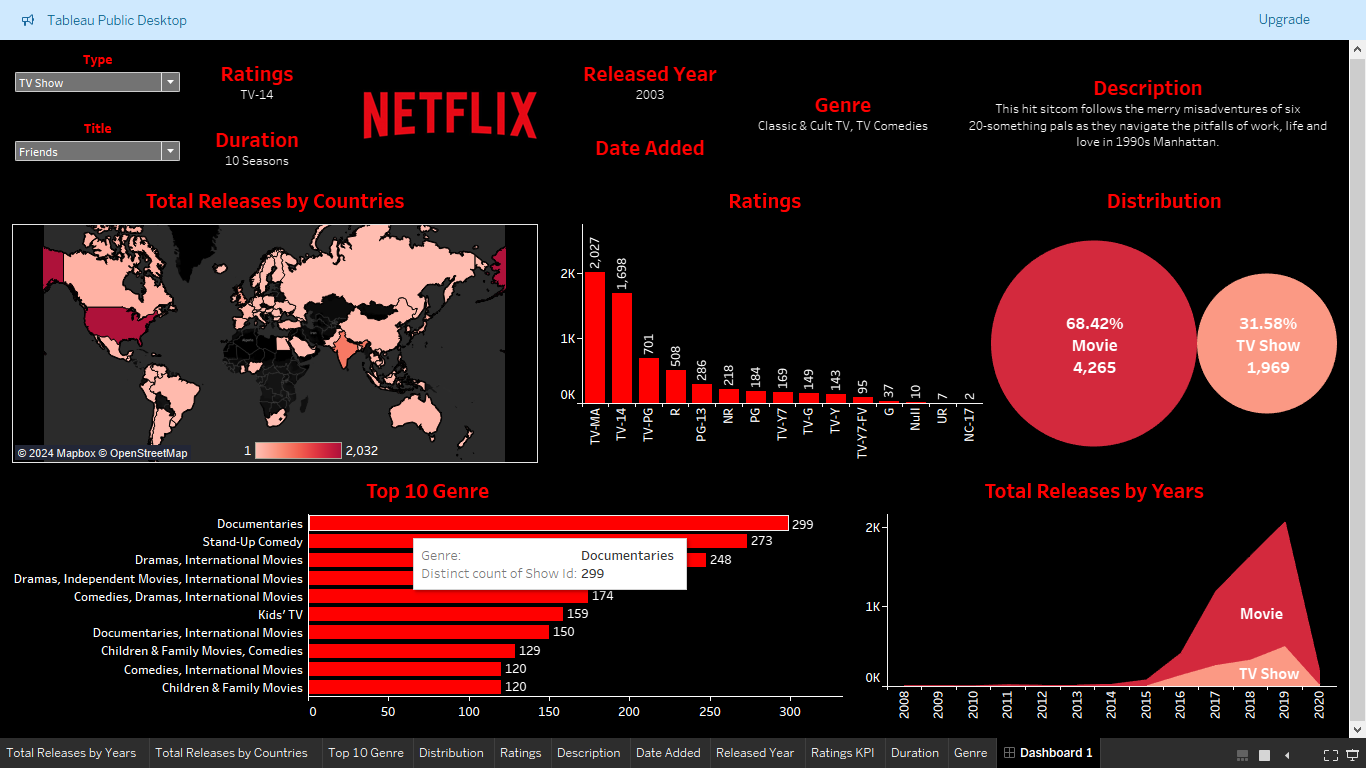 Tableau Public Desktop
Upgrade
Type
TV Show
Title
Friends
Ratings
TV-14
Duration
10 Seasons
NETFLIX
Released Year
2003
Date Added
Genre
Classic & Cult TV, TV Comedies
Description
This hit sitcom follows the merry misadventures of six
20-something pals as they navigate the pitfalls of work, life and
love in 1990s Manhattan.
Total Releases by Countries
© 2024 Mapbox © OpenStreetMap
1
2,032
Ratings
2K
1K
0K
2,027
1,698
701
508
286
218
184
169
149
143
95
37
10
7
2
TV-MA
TV-14
TV-PG
R
PG-13
NR
PG
TV-Y7
TV-G
TV-Y
TV-Y7-FV
G
Null
UR
NC-17
Distribution
68.42%
Movie
4,265
31.58%
TV Show
1,969
Top 10 Genre
Documentaries
299
Stand-Up Comedy
273
Dramas, International Movies
248
Dramas, Independent Movies, International Movies
Comedies, Dramas, International Movies
174
Kids' TV
159
Documentaries, International Movies
150
Children & Family Movies, Comedies
129
Comedies, International Movies
120
Children & Family Movies
120
0
50
100
150
200
250
300
Genre: Documentaries
Distinct count of Show Id: 299
Total Releases by Years
2K
1K
0K
Movie
TV Show
2008
2009
2010
2011
2012
2013
2014
2015
2016
2017
2018
2019
2020
Total Releases by Years
Total Releases by Countries
Top 10 Genre
Distribution
Ratings
Description
Date Added
Released Year
Ratings KPI
Duration
Genre
Dashboard 1